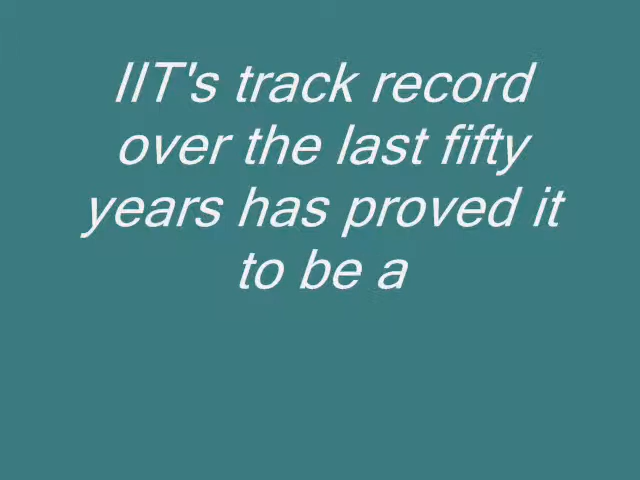 IIT's track record
over the last fifty
years has proved it
to be a